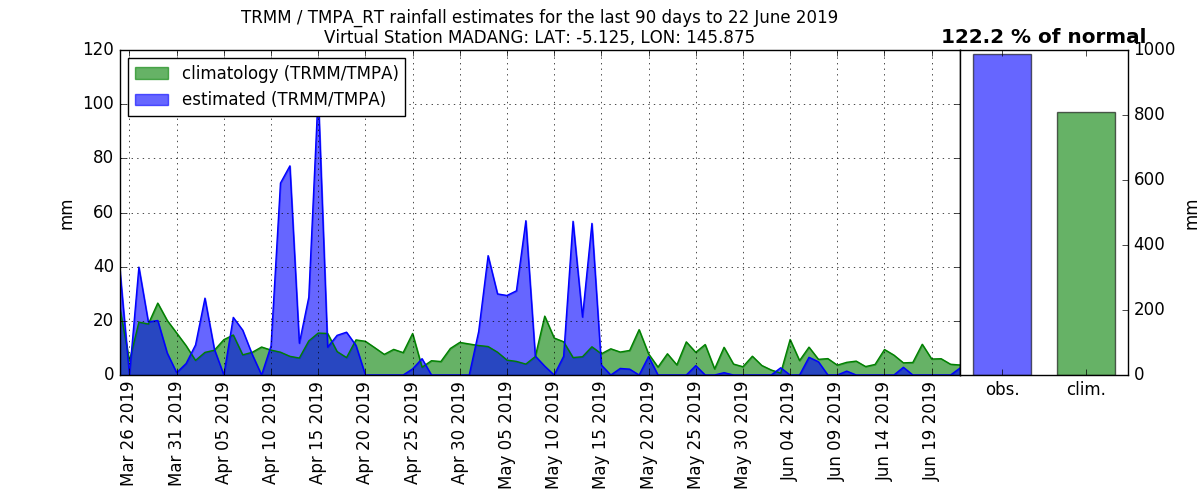 TRMM / TMPA_RT rainfall estimates for the last 90 days to 22 June 2019
Virtual Station MADANG: LAT: -5.125, LON: 145.875
122.2 % of normal
climatology (TRMM/TMPA)
estimated (TRMM/TMPA)
120
100
80
60
40
20
0
mm
Mar 26 2019
Mar 31 2019
Apr 05 2019
Apr 10 2019
Apr 15 2019
Apr 20 2019
Apr 25 2019
Apr 30 2019
May 05 2019
May 10 2019
May 15 2019
May 20 2019
May 25 2019
May 30 2019
Jun 04 2019
Jun 09 2019
Jun 14 2019
Jun 19 2019
1000
800
600
400
200
0
mm
obs.
clim.